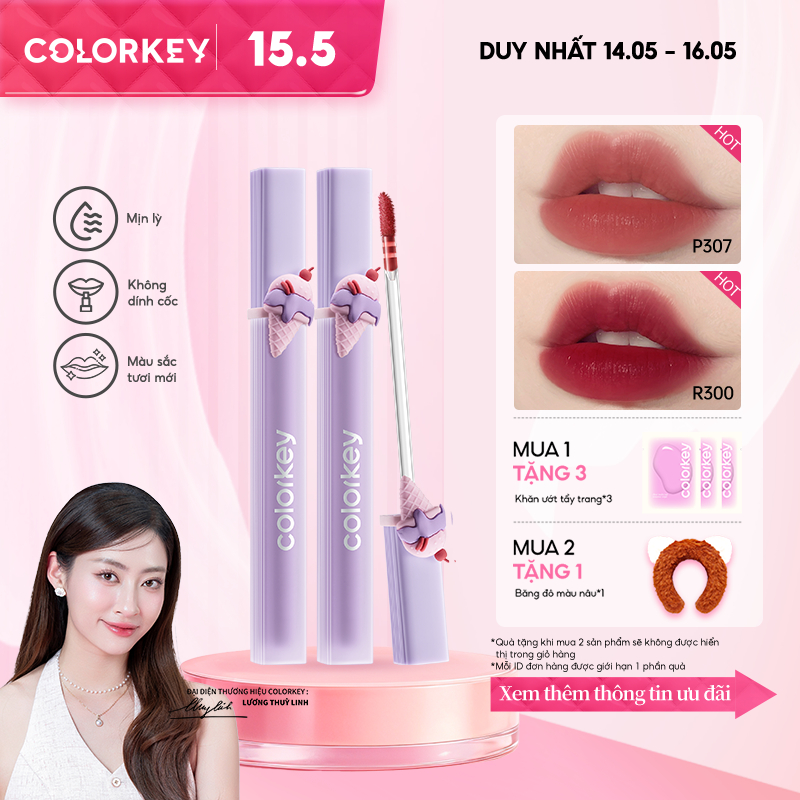 COLORKEY
15.5
DUY NHẤT 14.05 - 16.05
HOT
P307
HOT
R300
Mịn lỳ
Không
dính cốc
Màu sắc
tươi mới
colorkey
colorkey
MUA 1
TẶNG 3
Khăn ướt tẩy trang*3
colorkey
colorkey
colorkey
MUA 2
TẶNG 1
Băng đô màu nâu*1
*Quà tặng khi mua 2 sản phẩm sẽ không được hiển
thị trong giỏ hàng
*Mỗi ID đơn hàng được giới hạn 1 phần quà
Xem thêm thông tin ưu đãi
ĐẠI DIỆN THƯƠNG HIỆU COLORKEY :
LƯƠNG THUỲ LINH